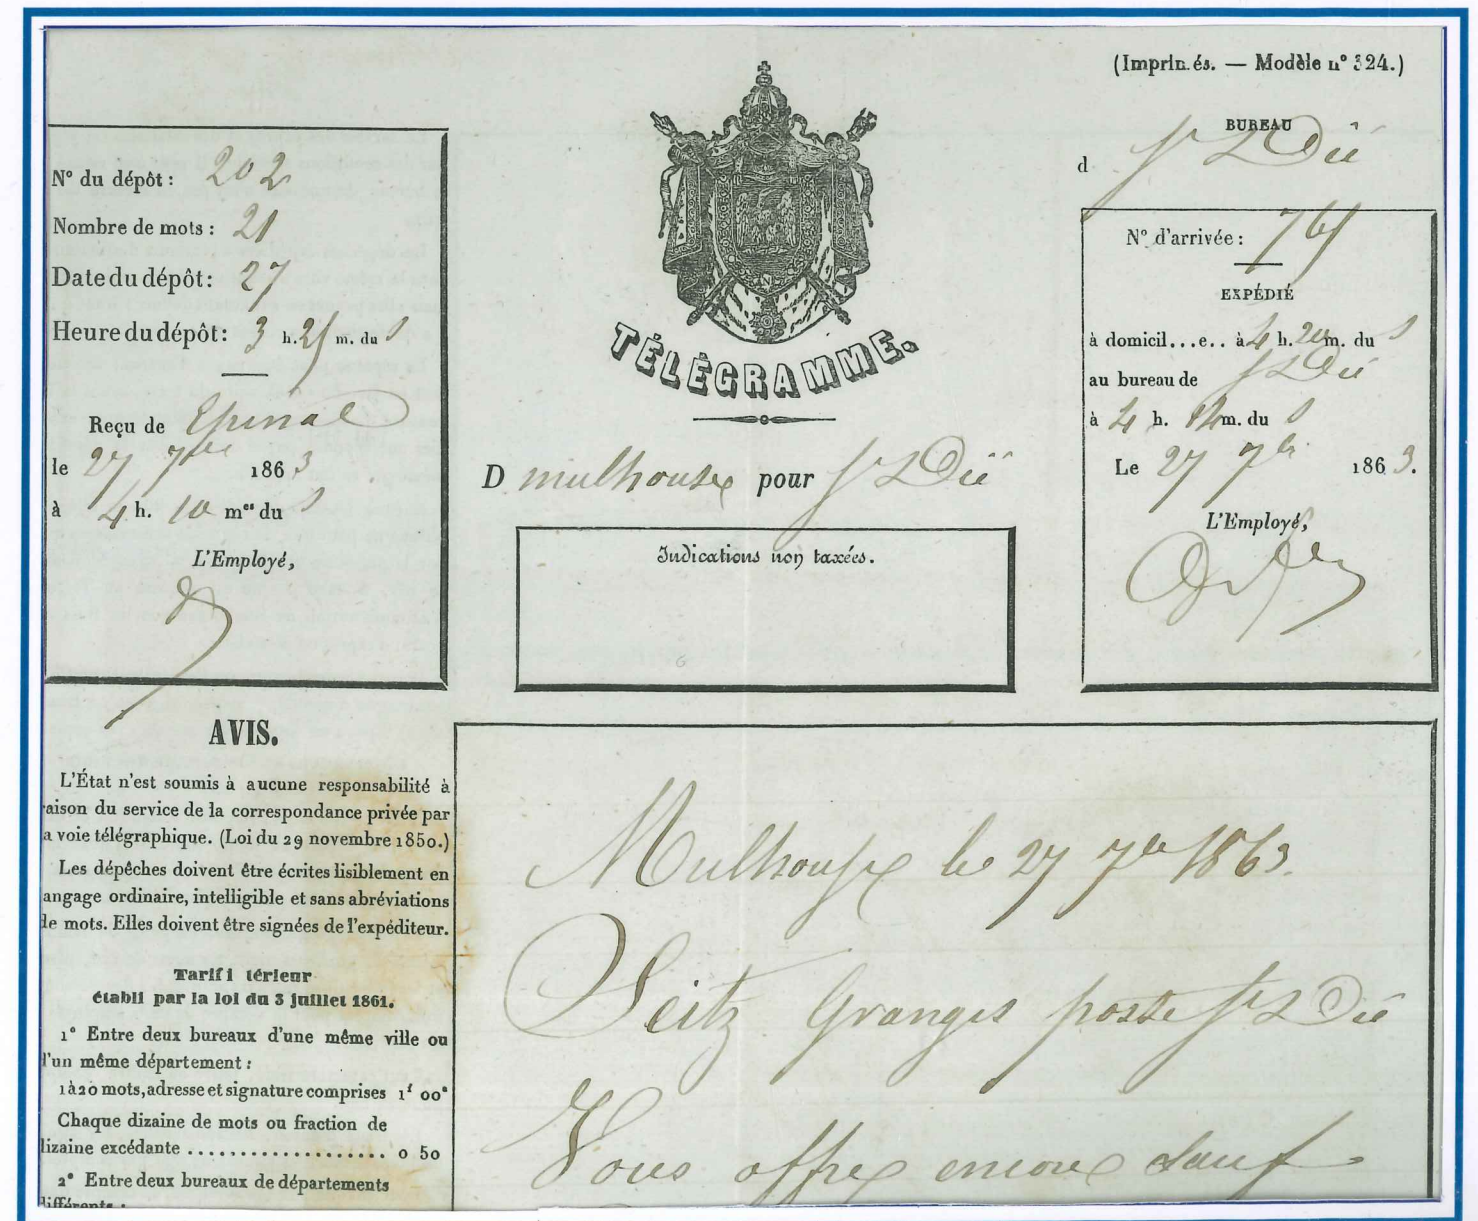 (Imprimés. — Modèle n° 324.)
N° du dépôt : 202
Nombre de mots : 21
Date du dépôt : 27
Heure du dépôt : 3 h. 25 m. du S
Reçu de Epinal
le 27 7bre 1863
à 4 h. 10 mes du S
L'Employé,
TÉLÉGRAMME.
D mulhouse pour St Dié
Indications non taxées.
6
BUREAU
d St Dié
N° d'arrivée :
EXPÉDIÉ
à domicil...e.. à 4 h. 20 m. du S
au bureau de St Dié
à 4 h. 12 m. du S
Le 27 7bre 1863.
L'Employé,
AVIS.
L'État n'est soumis à aucune responsabilité à
raison du service de la correspondance privée par
la voie télégraphique. (Loi du 29 novembre 1850.)
Les dépêches doivent être écrites lisiblement en
langage ordinaire, intelligible et sans abréviations
de mots. Elles doivent être signées de l'expéditeur.
Tarif intérieur
établi par la loi du 3 juillet 1861.
1° Entre deux bureaux d'une même ville ou
d'un même département :
1 à 20 mots, adresse et signature comprises 1f 00c
Chaque dizaine de mots ou fraction de
dizaine excédante .................... 0 50
2° Entre deux bureaux de départements
différents :
Mulhouse le 27 7bre 1863.
Seitz Granges poste St Dié
Vous offre encore sauf